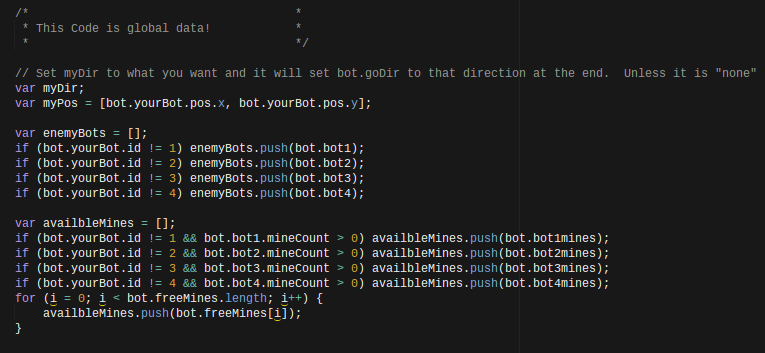 /*                                       *
 * This Code is global data!             *
 *                                       */
// Set myDir to what you want and it will set bot.goDir to that direction at the end.  Unless it is "none"
var myDir;
var myPos = [bot.yourBot.pos.x, bot.yourBot.pos.y];
var enemyBots = [];
if (bot.yourBot.id != 1) enemyBots.push(bot.bot1);
if (bot.yourBot.id != 2) enemyBots.push(bot.bot2);
if (bot.yourBot.id != 3) enemyBots.push(bot.bot3);
if (bot.yourBot.id != 4) enemyBots.push(bot.bot4);
var availbleMines = [];
if (bot.yourBot.id != 1 && bot.bot1.mineCount > 0) availbleMines.push(bot.bot1mines);
if (bot.yourBot.id != 2 && bot.bot2.mineCount > 0) availbleMines.push(bot.bot2mines);
if (bot.yourBot.id != 3 && bot.bot3.mineCount > 0) availbleMines.push(bot.bot3mines);
if (bot.yourBot.id != 4 && bot.bot4.mineCount > 0) availbleMines.push(bot.bot4mines);
for (i = 0; i < bot.freeMines.length; i++) {
    availbleMines.push(bot.freeMines[i]);
}